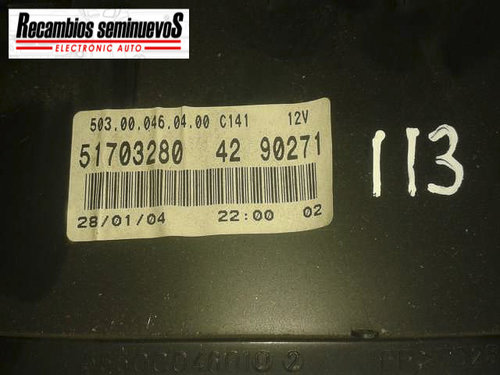 Recambios seminuevoS
ELECTRONIC AUTO
503.00.046.04.00 C141 12V
51703280 42 90271
28/01/04 22:00 02
113